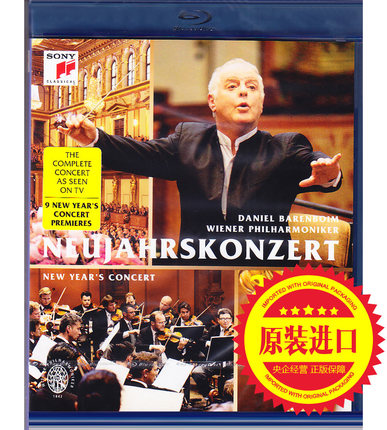 SONY
CLASSICAL
THE
COMPLETE
CONCERT
AS SEEN
ON TV
9 NEW YEAR'S
CONCERT
PREMIERES
DANIEL BARENBOIM
WIENER PHILHARMONIKER
NEUJAHRSKONZERT
NEW YEAR'S CONCERT
1842
IMPORTED WITH ORIGINAL PACKAGING
原装进口
央企经营 正版保障
IMPORTED WITH ORIGINAL PACKAGING